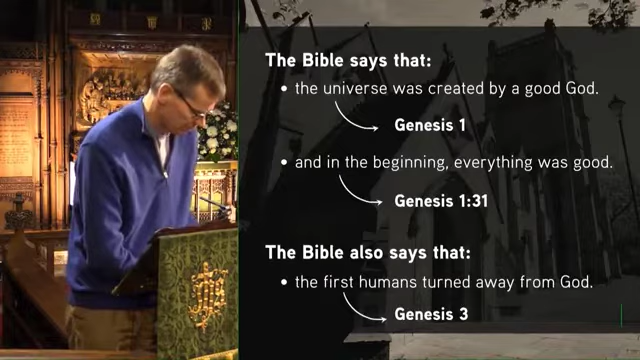 The Bible says that:
• the universe was created by a good God.
Genesis 1
• and in the beginning, everything was good.
Genesis 1:31
The Bible also says that:
• the first humans turned away from God.
Genesis 3